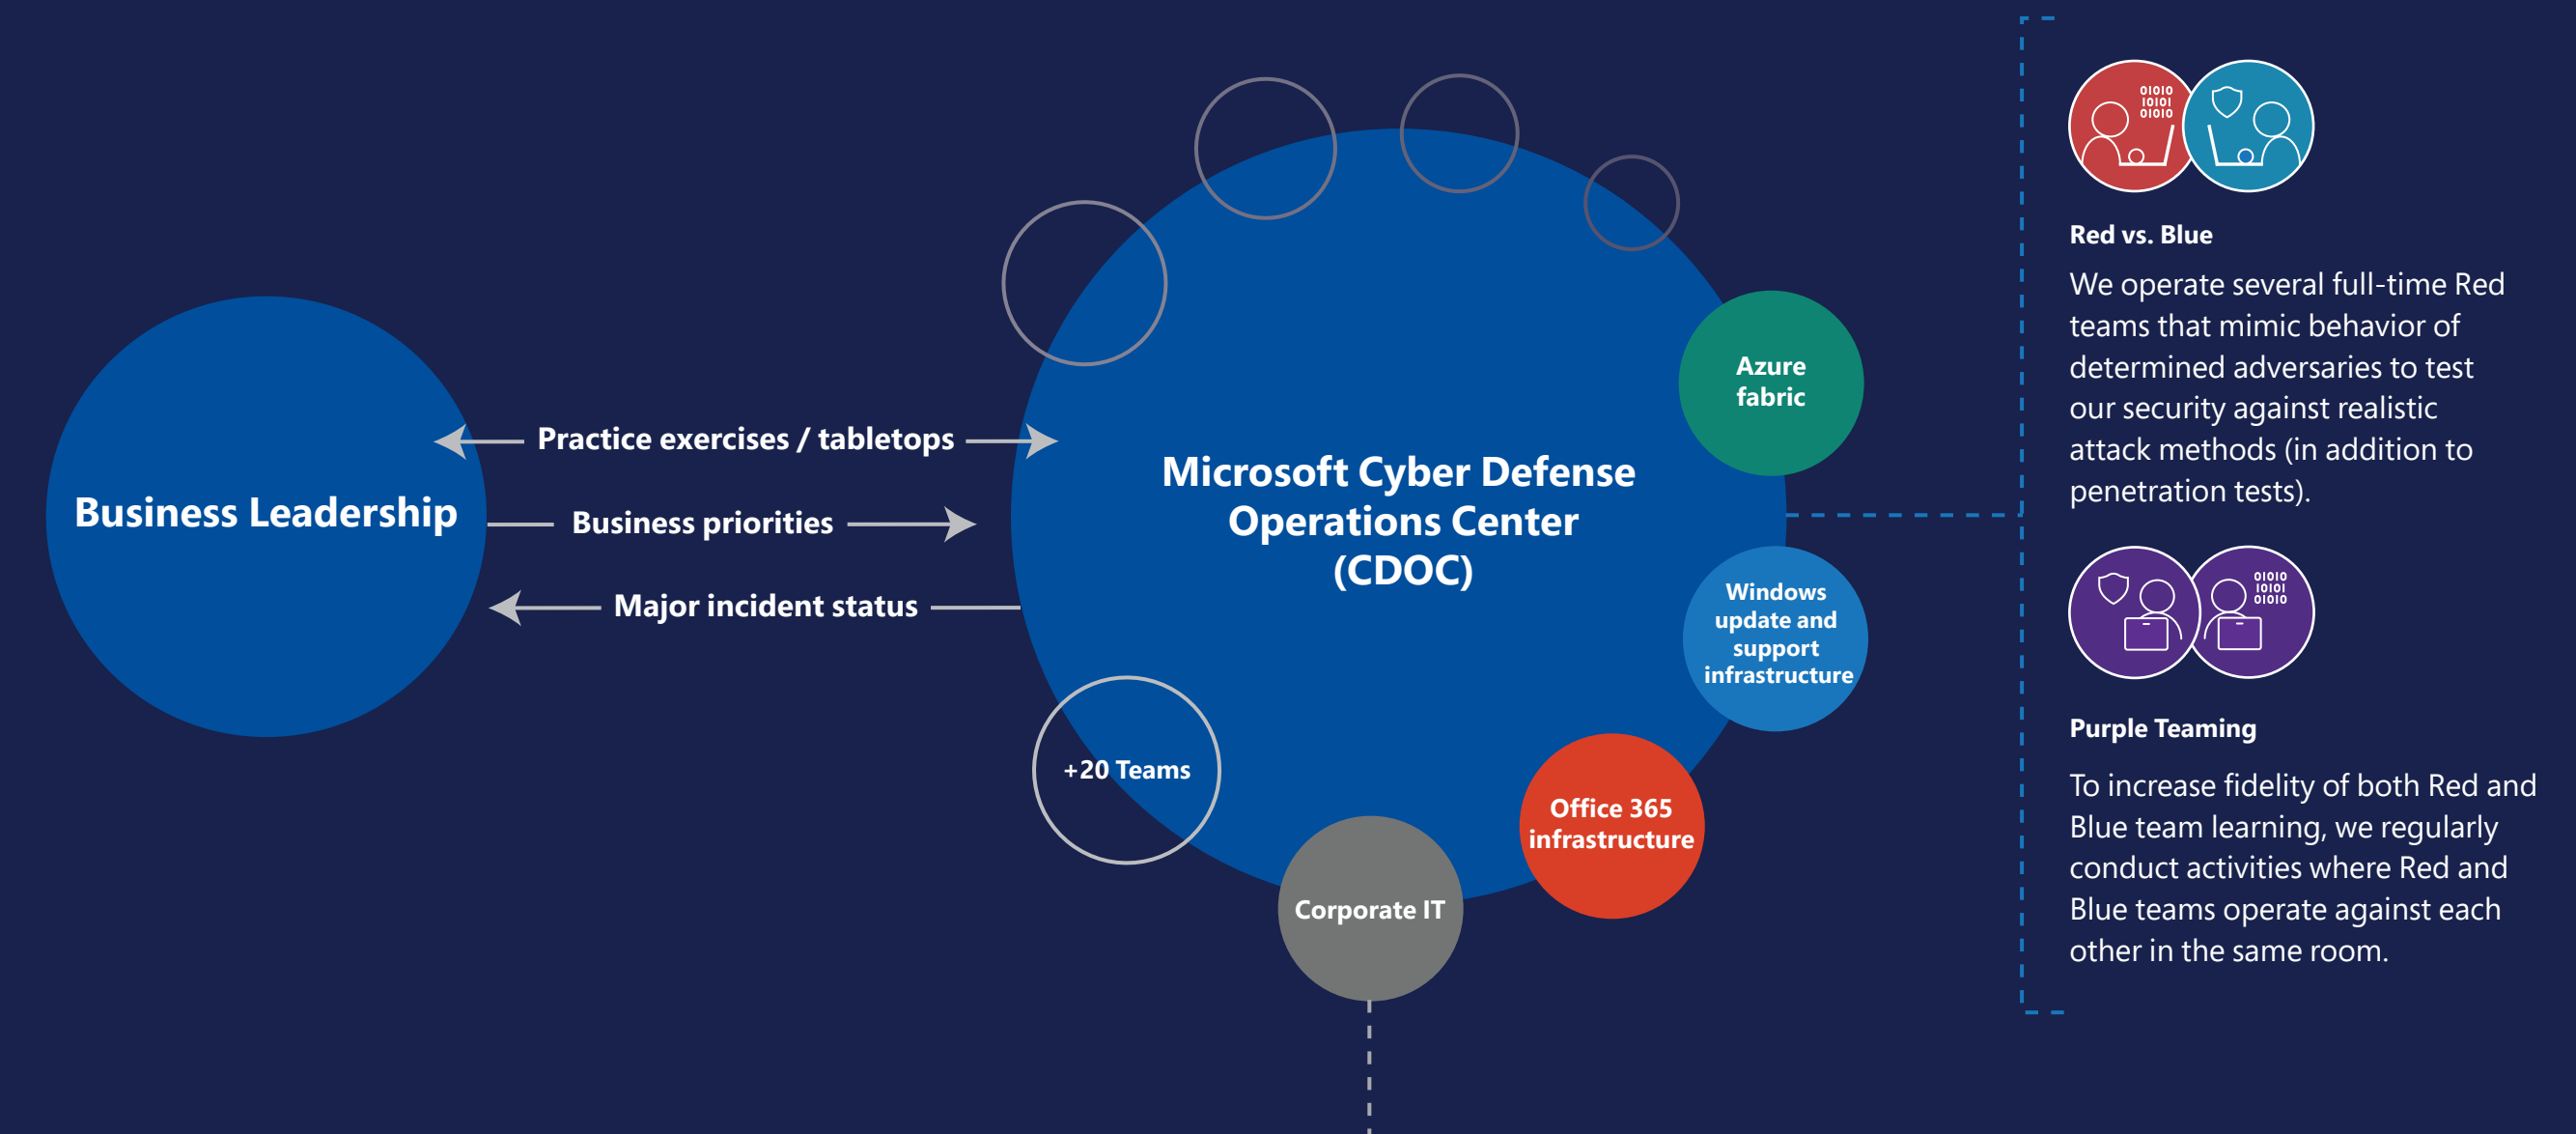 Business Leadership
Practice exercises / tabletops
Business priorities
Major incident status
Microsoft Cyber Defense
Operations Center
(CDOC)
Azure
fabric
Windows
update and
support
infrastructure
Office 365
infrastructure
Corporate IT
+20 Teams
01010
10101
01010
Red vs. Blue
We operate several full-time Red
teams that mimic behavior of
determined adversaries to test
our security against realistic
attack methods (in addition to
penetration tests).
01010
10101
01010
Purple Teaming
To increase fidelity of both Red and
Blue team learning, we regularly
conduct activities where Red and
Blue teams operate against each
other in the same room.